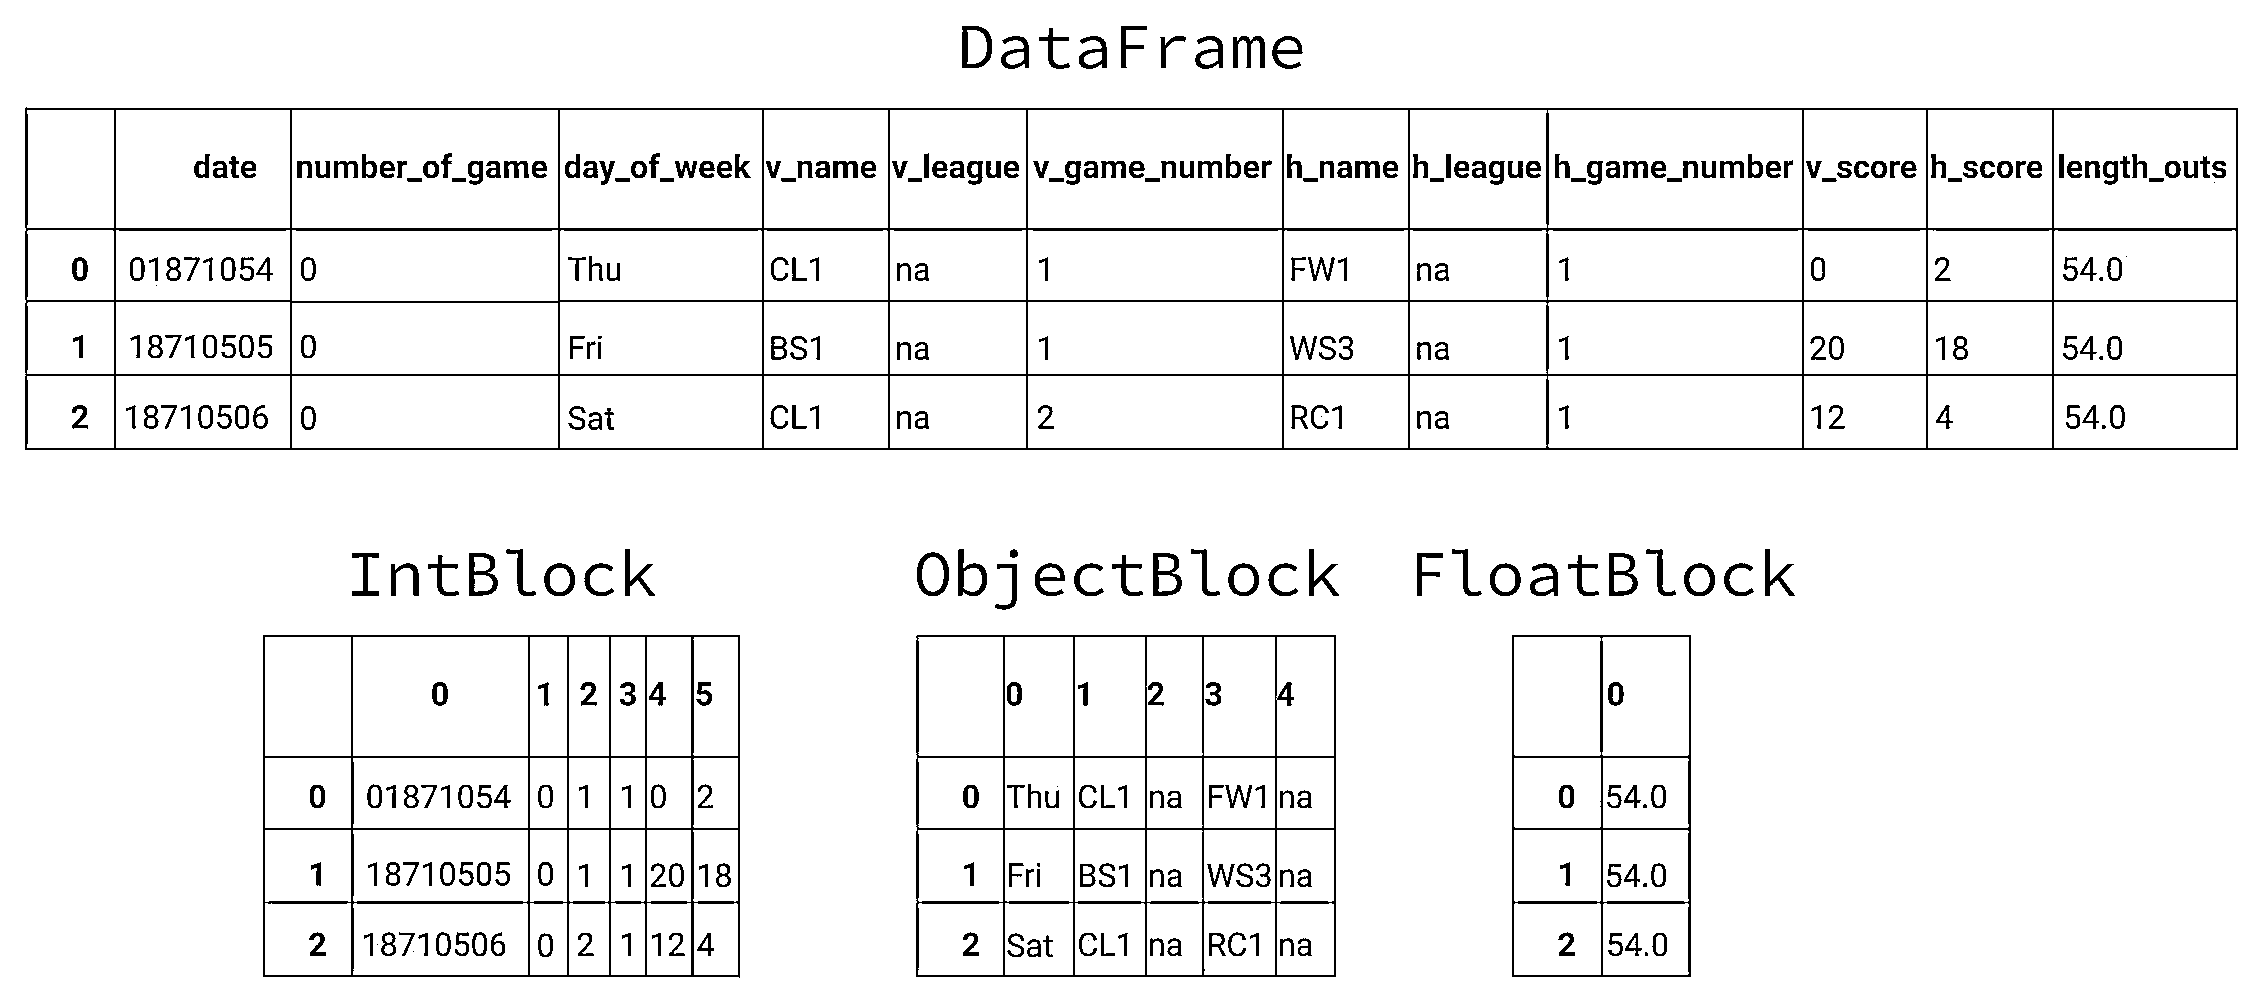 DataFrame
date number_of_game day_of_week v_name v_league v_game_number h_name h_league h_game_number v_score h_score length_outs
0 01871054 0 Thu CL1 na 1 FW1 na 1 0 2 54.0
1 18710505 0 Fri BS1 na 1 WS3 na 1 20 18 54.0
2 18710506 0 Sat CL1 na 2 RC1 na 1 12 4 54.0
IntBlock ObjectBlock FloatBlock
0 1 2 3 4 5 0 1 2 3 4 0
0 01871054 0 1 1 0 2 0 Thu CL1 na FW1 na 0 54.0
1 18710505 0 1 1 20 18 1 Fri BS1 na WS3 na 1 54.0
2 18710506 0 2 1 12 4 2 Sat CL1 na RC1 na 2 54.0